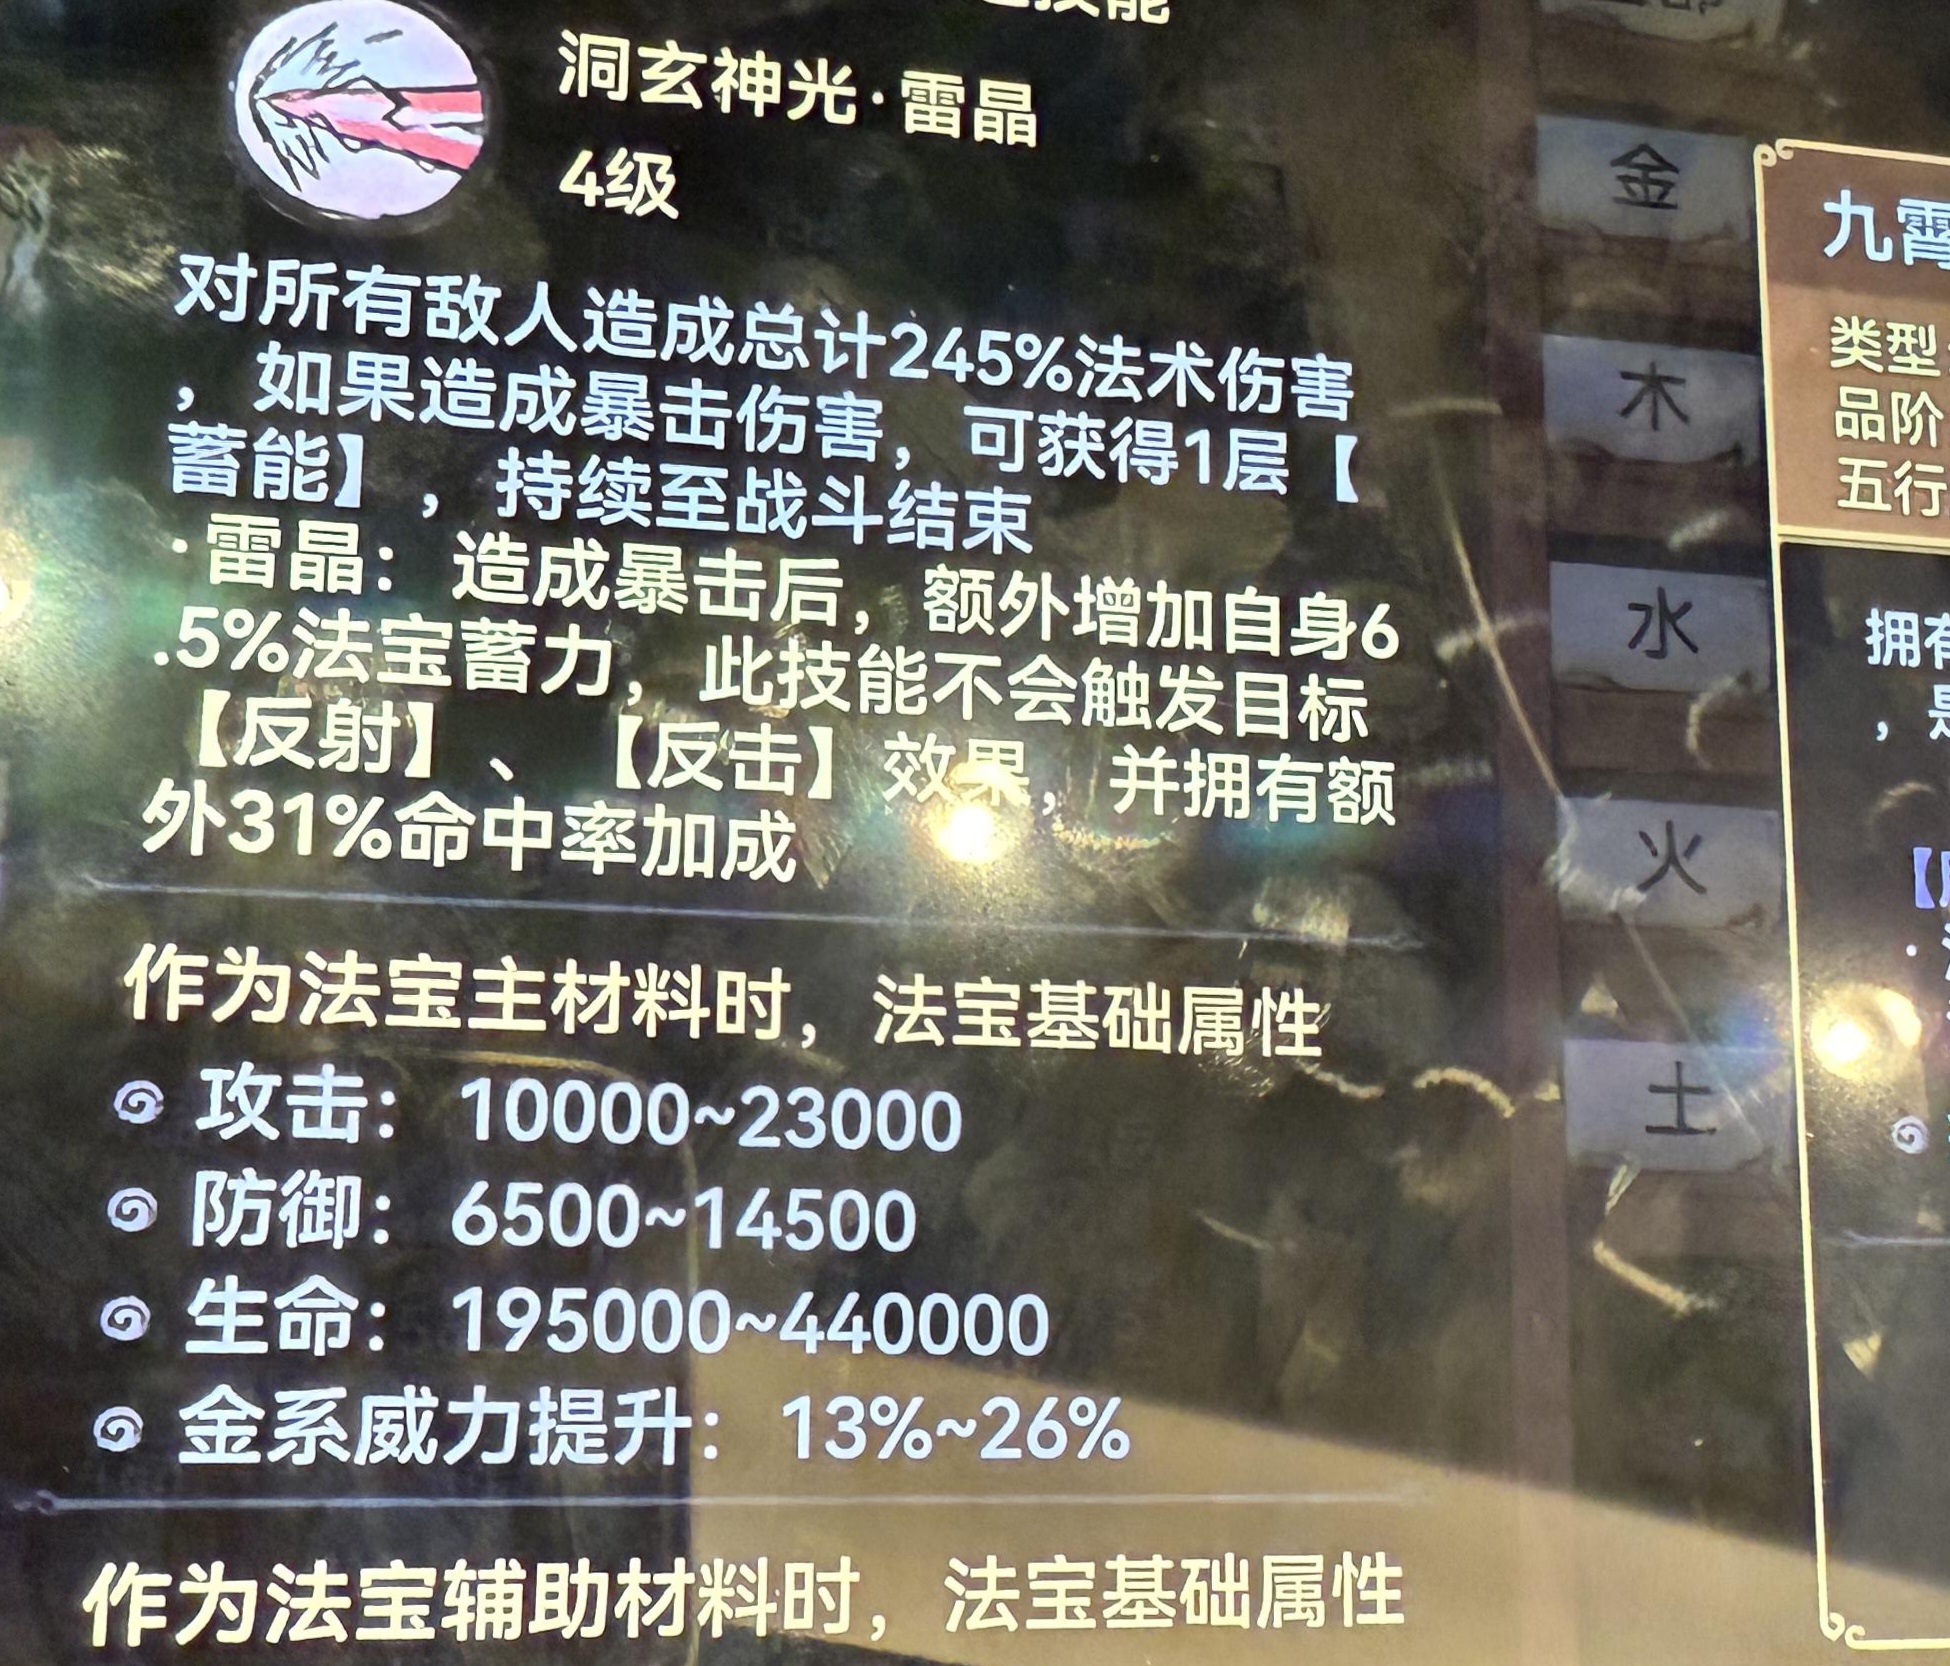 技能
洞玄神光·雷晶
4级
对所有敌人造成总计245%法术伤害
，如果造成暴击伤害，可获得1层【
蓄能】，持续至战斗结束
·雷晶：造成暴击后，额外增加自身6
.5%法宝蓄力，此技能不会触发目标
【反射】、【反击】效果，并拥有额
外31%命中率加成
作为法宝主材料时，法宝基础属性
攻击：10000~23000
防御：6500~14500
生命：195000~440000
金系威力提升：13%~26%
作为法宝辅助材料时，法宝基础属性
金
木
水
火
土
九霄
类型：
品阶
五行
拥有
，是